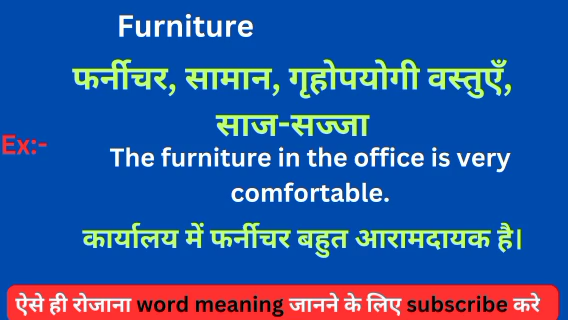 Furniture
फर्नीचर, सामान, गृहोपयोगी वस्तुएँ,
साज-सज्जा
Ex:-
The furniture in the office is very
comfortable.
कार्यालय में फर्नीचर बहुत आरामदायक है।
ऐसे ही रोजाना word meaning जानने के लिए subscribe करे